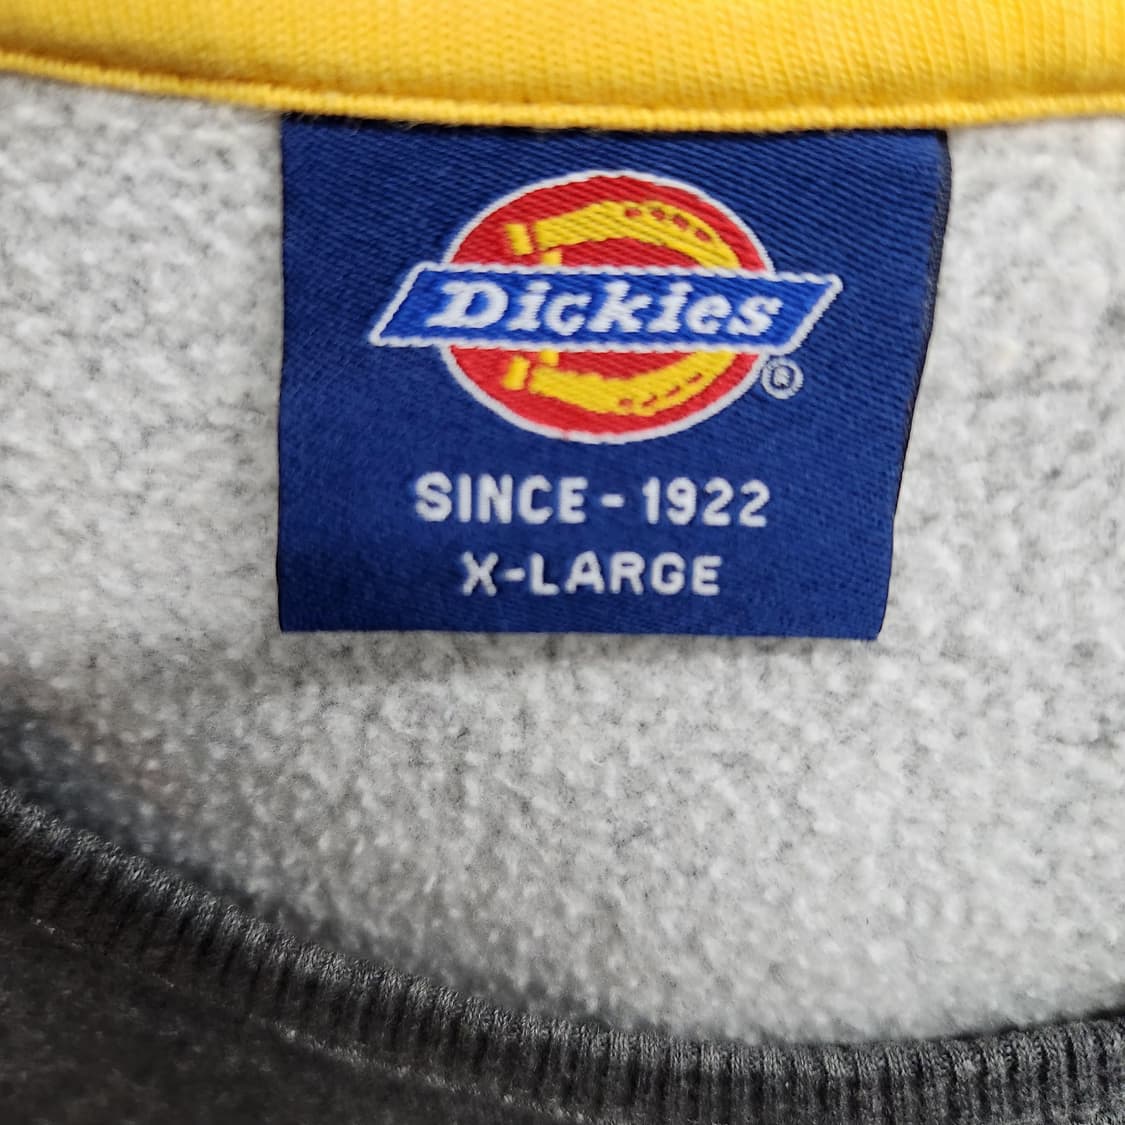 Dickies
®
SINCE - 1922
X-LARGE